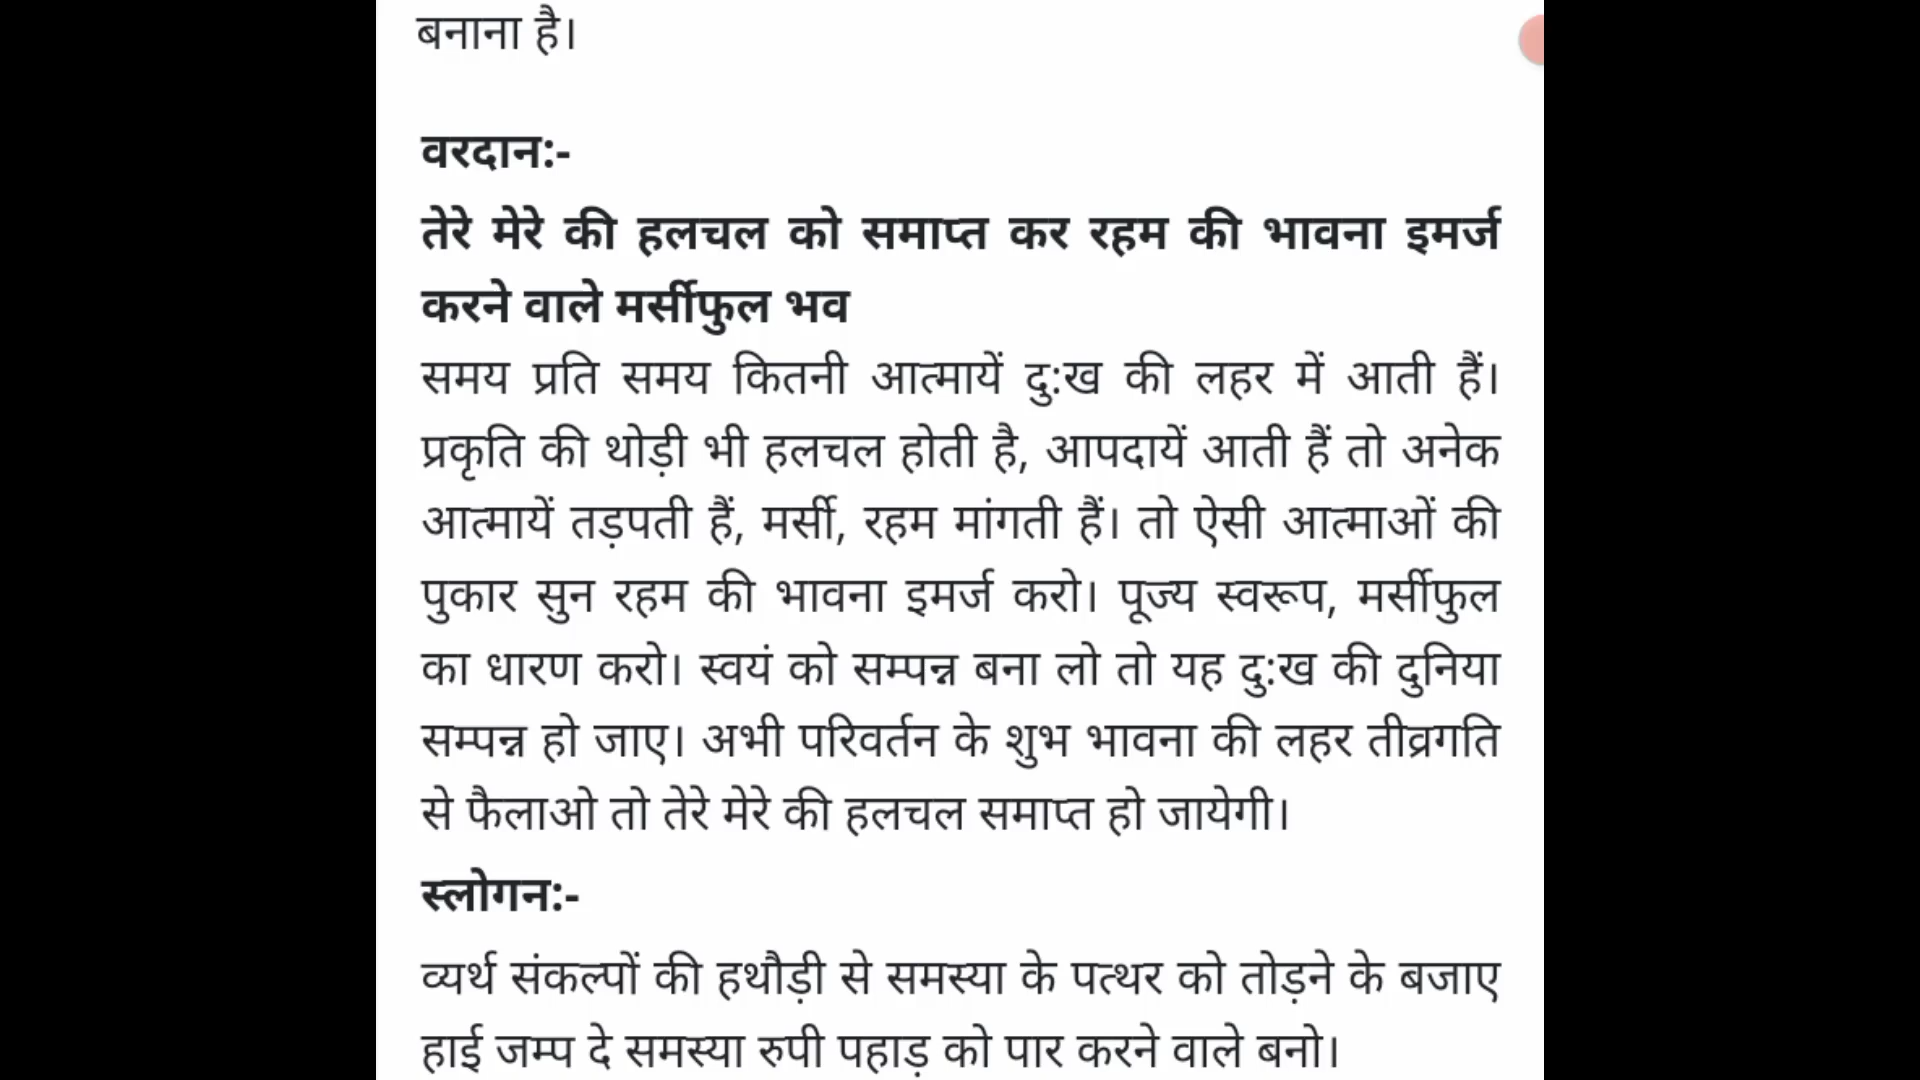 बनाना है।
वरदान:-
तेरे मेरे की हलचल को समाप्त कर रहम की भावना इमर्ज
करने वाले मर्सीफुल भव
समय प्रति समय कितनी आत्मायें दु:ख की लहर में आती हैं।
प्रकृति की थोड़ी भी हलचल होती है, आपदायें आती हैं तो अनेक
आत्मायें तड़पती हैं, मर्सी, रहम मांगती हैं। तो ऐसी आत्माओं की
पुकार सुन रहम की भावना इमर्ज करो। पूज्य स्वरूप, मर्सीफुल
का धारण करो। स्वयं को सम्पन्न बना लो तो यह दु:ख की दुनिया
सम्पन्न हो जाए। अभी परिवर्तन के शुभ भावना की लहर तीव्रगति
से फैलाओ तो तेरे मेरे की हलचल समाप्त हो जायेगी।
स्लोगन:-
व्यर्थ संकल्पों की हथौड़ी से समस्या के पत्थर को तोड़ने के बजाए
हाई जम्प दे समस्या रुपी पहाड़ को पार करने वाले बनो।